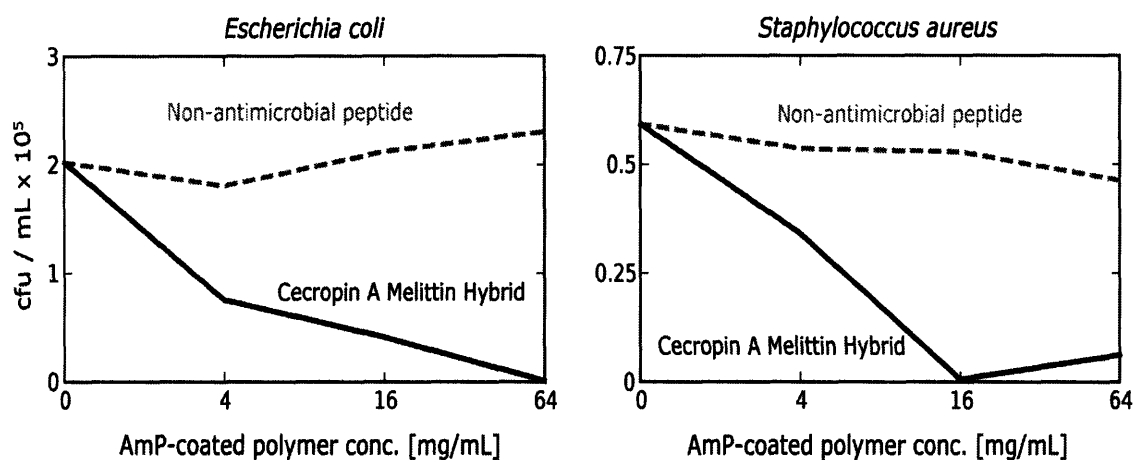 Escherichia coli
3
2
1
0
cfu / mL x 10⁵
Non-antimicrobial peptide
Cecropin A Melittin Hybrid
0 4 16 64
AmP-coated polymer conc. [mg/mL]
Staphylococcus aureus
0.75
0.5
0.25
0
Non-antimicrobial peptide
Cecropin A Melittin Hybrid
0 4 16 64
AmP-coated polymer conc. [mg/mL]